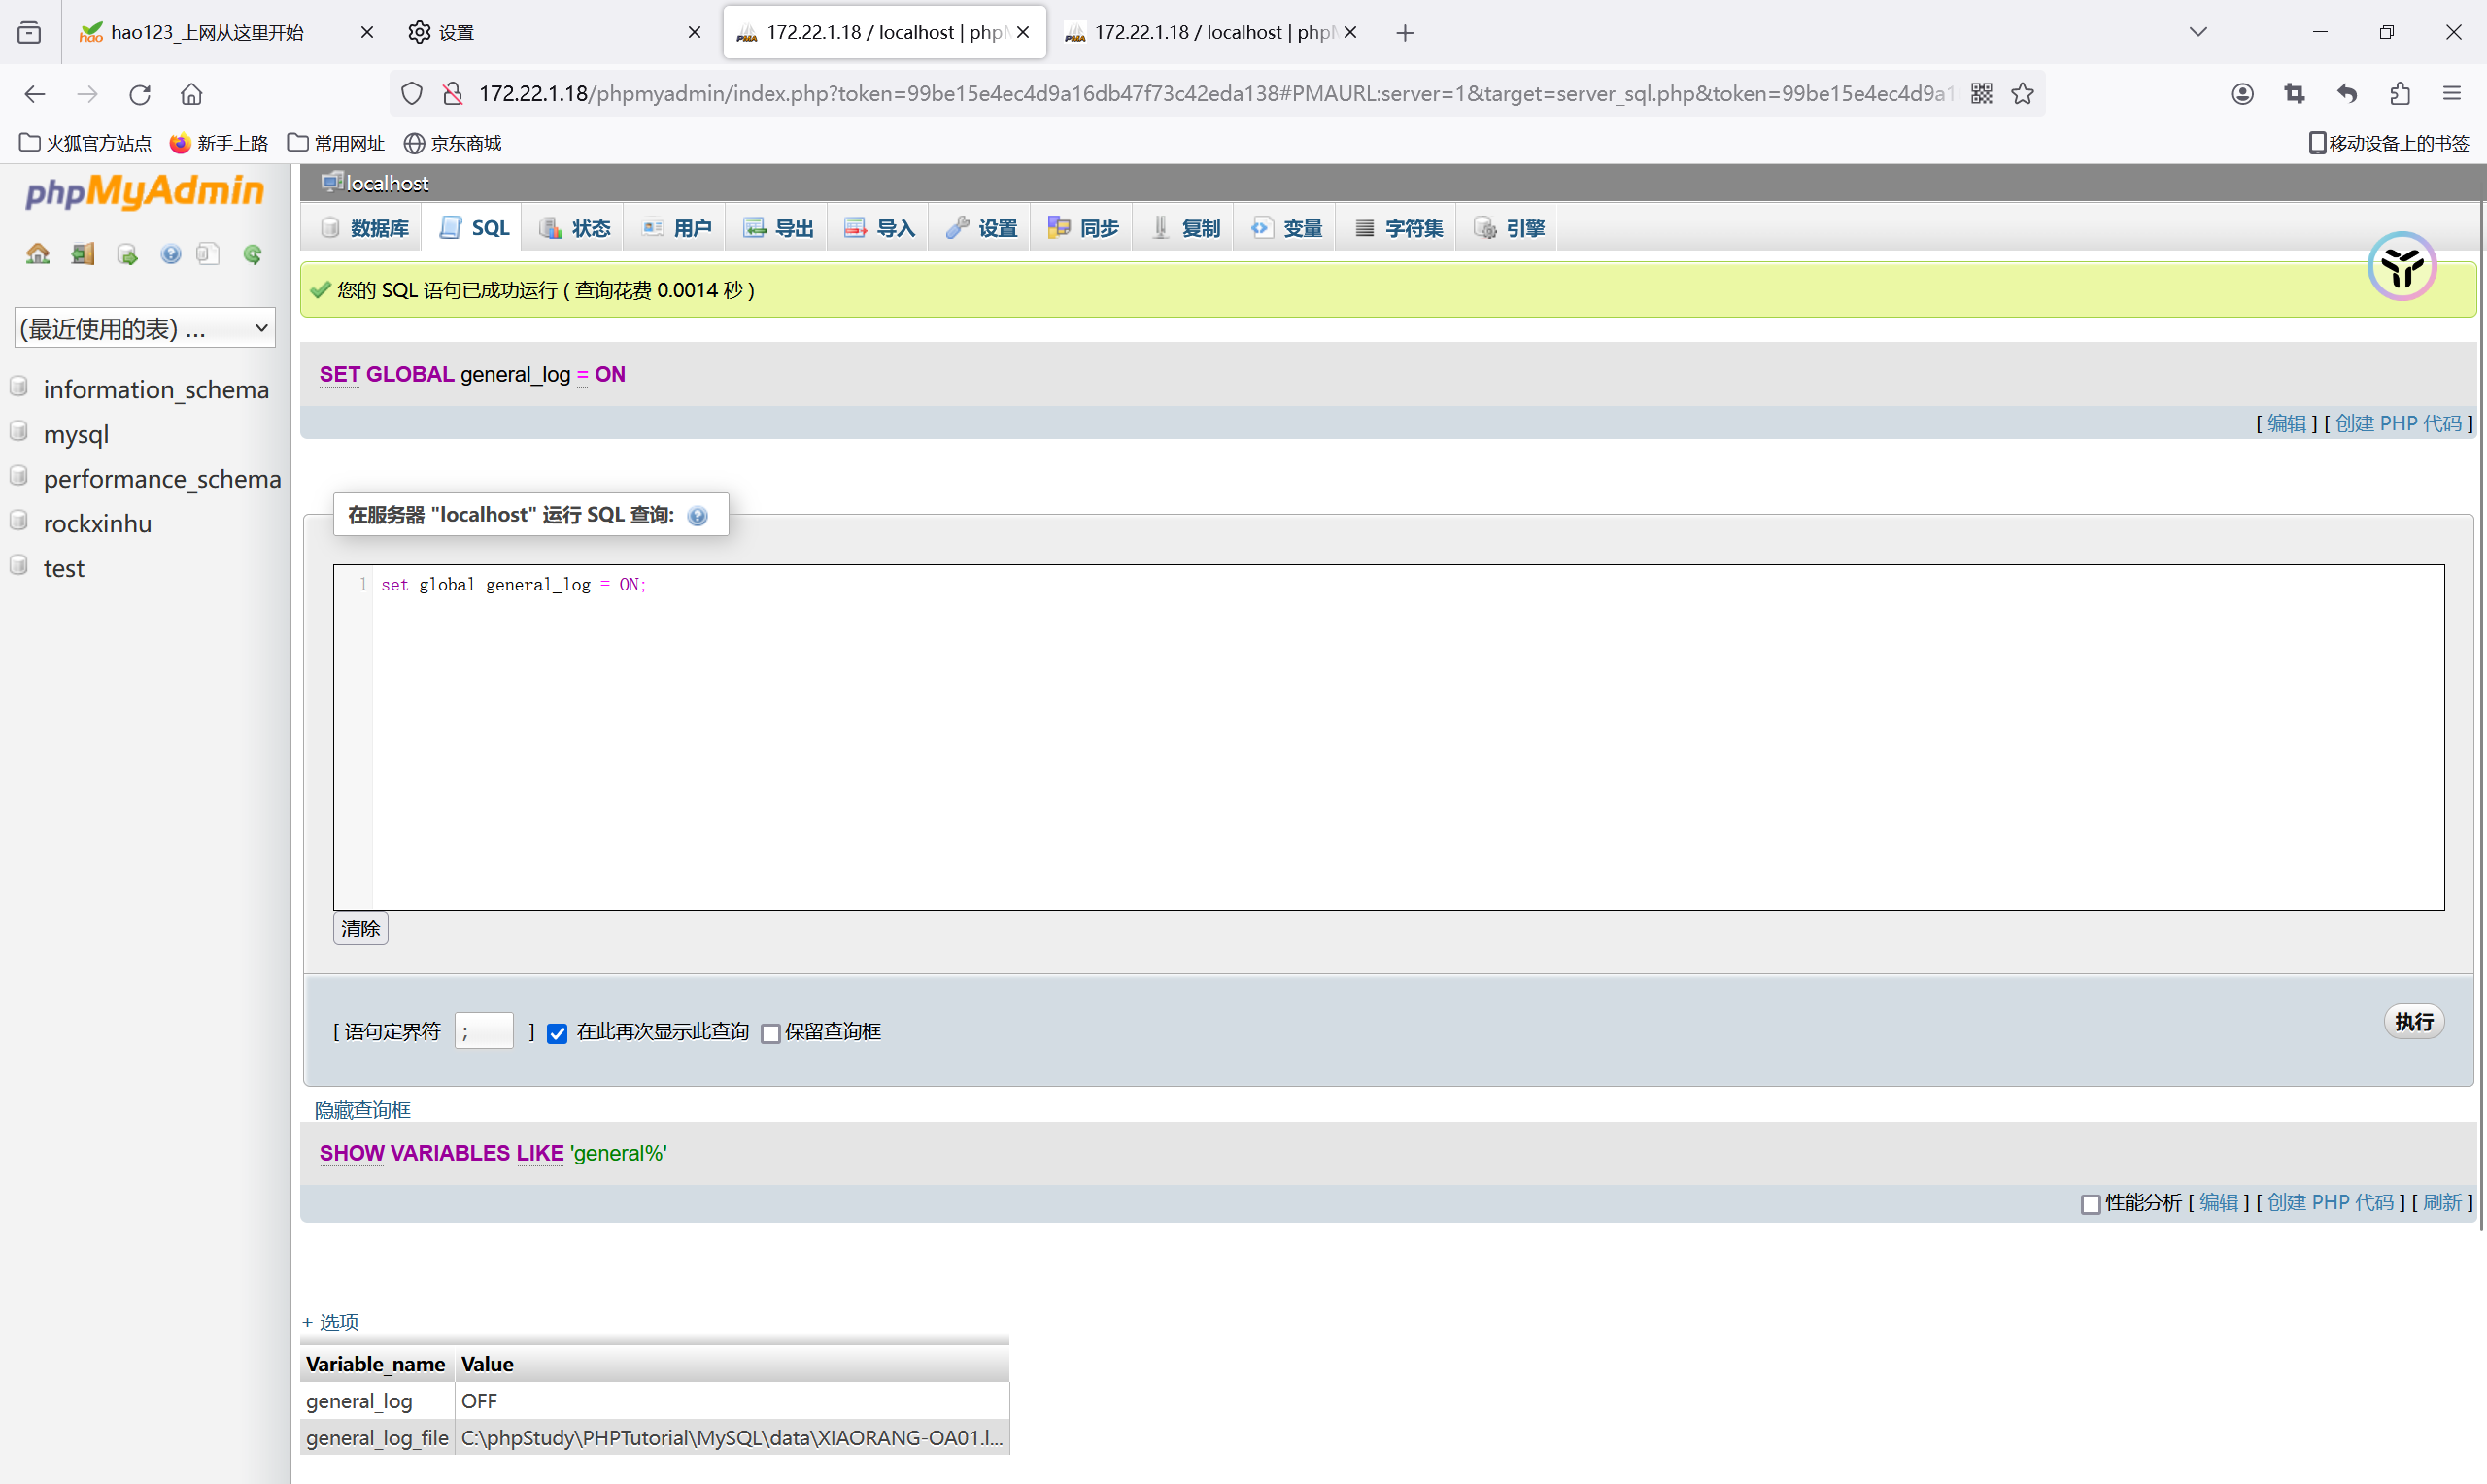 hao123_上网从这里开始
设置
172.22.1.18 / localhost | php
172.22.1.18 / localhost | php
172.22.1.18/phpmyadmin/index.php?token=99be15e4ec4d9a16db47f73c42eda138#PMAURL:server=1&target=server_sql.php&token=99be15e4ec4d9a1
火狐官方站点
新手上路
常用网址
京东商城
移动设备上的书签
phpMyAdmin
(最近使用的表) ...
information_schema
mysql
performance_schema
rockxinhu
test
localhost
数据库
SQL
状态
用户
导出
导入
设置
同步
复制
变量
字符集
引擎
您的 SQL 语句已成功运行 ( 查询花费 0.0014 秒 )
SET GLOBAL general_log = ON
[ 编辑 ] [ 创建 PHP 代码 ]
在服务器 "localhost" 运行 SQL 查询:
1 set global general_log = ON;
清除
[ 语句定界符 ; ] 在此再次显示此查询 保留查询框
执行
隐藏查询框
SHOW VARIABLES LIKE 'general%'
性能分析 [ 编辑 ] [ 创建 PHP 代码 ] [ 刷新 ]
+ 选项
Variable_name Value
general_log OFF
general_log_file C:\phpStudy\PHPTutorial\MySQL\data\XIAORANG-OA01.l...